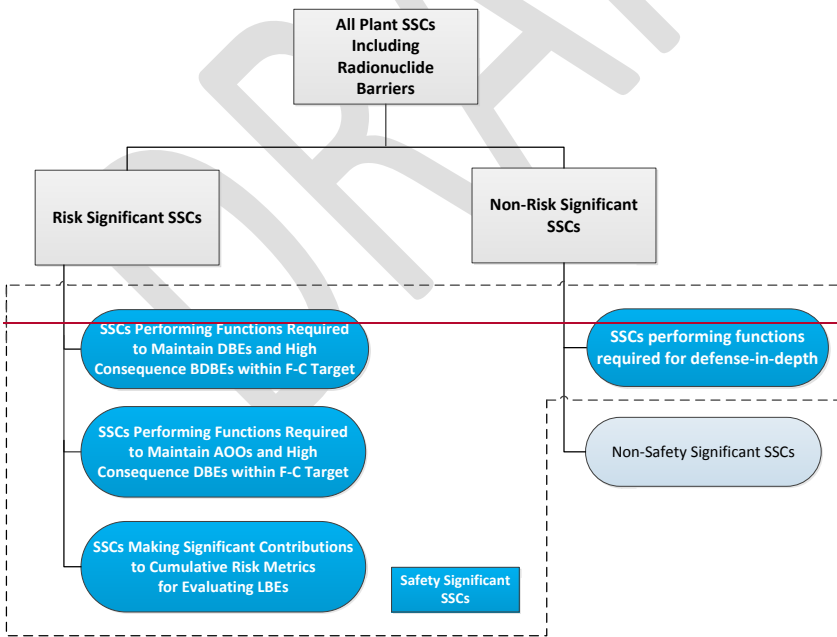 All Plant SSCs
Including
Radionuclide
Barriers
Risk Significant SSCs
Non-Risk Significant
SSCs
SSCs Performing Functions Required
to Maintain DBEs and High
Consequence BDBEs within F-C Target
SSCs performing functions
required for defense-in-depth
SSCs Performing Functions Required
to Maintain AOOs and High
Consequence DBEs within F-C Target
Non-Safety Significant SSCs
SSCs Making Significant Contributions
to Cumulative Risk Metrics
for Evaluating LBEs
Safety Significant
SSCs